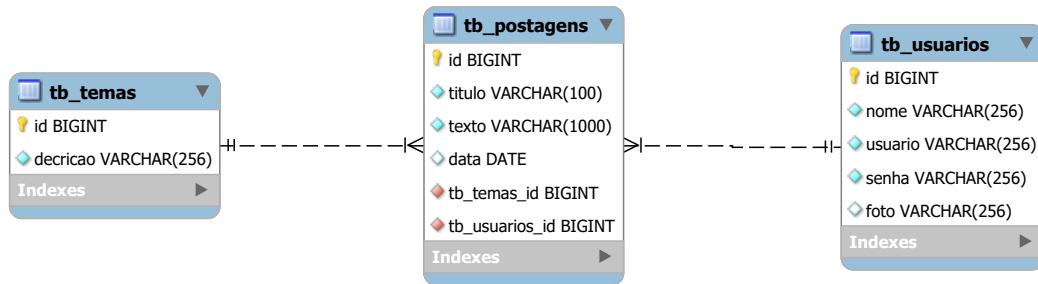 tb_temas
id BIGINT
decricao VARCHAR(256)
Indexes
tb_postagens
id BIGINT
titulo VARCHAR(100)
texto VARCHAR(1000)
data DATE
tb_temas_id BIGINT
tb_usuarios_id BIGINT
Indexes
tb_usuarios
id BIGINT
nome VARCHAR(256)
usuario VARCHAR(256)
senha VARCHAR(256)
foto VARCHAR(256)
Indexes